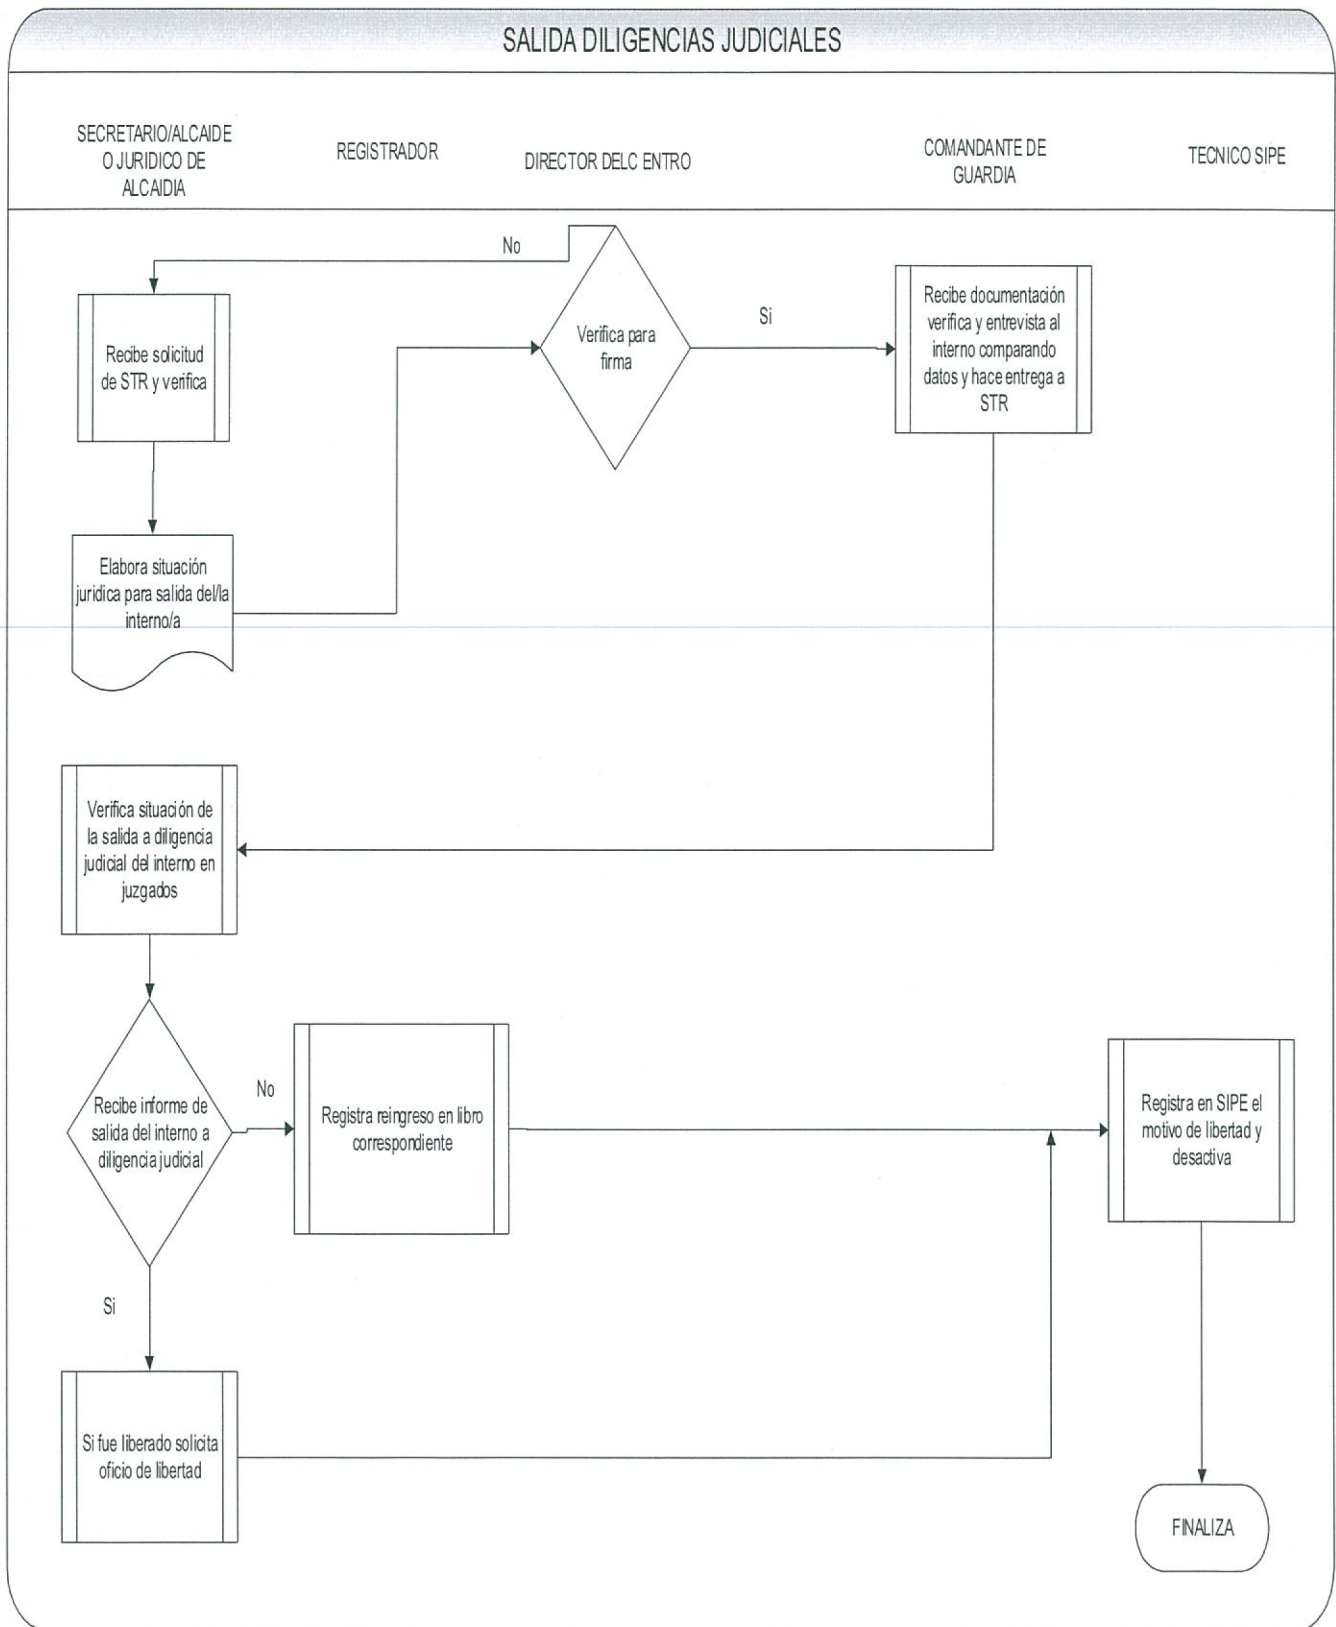 SALIDA DILIGENCIAS JUDICIALES
SECRETARIO/ALCAIDE
O JURIDICO DE
ALCAIDIA
REGISTRADOR
DIRECTOR DELC ENTRO
COMANDANTE DE
GUARDIA
TECNICO SIPE
No
Recibe solicitud
de STR y verifica
Verifica para
firma
Si
Recibe documentación
verifica y entrevista al
interno comparando
datos y hace entrega a
STR
Elabora situación
juridica para salida del/la
interno/a
Verifica situación de
la salida a diligencia
judicial del interno en
juzgados
Recibe informe de
salida del interno a
diligencia judicial
No
Registra reingreso en libro
correspondiente
Registra en SIPE el
motivo de libertad y
desactiva
Si
Si fue liberado solicita
oficio de libertad
FINALIZA